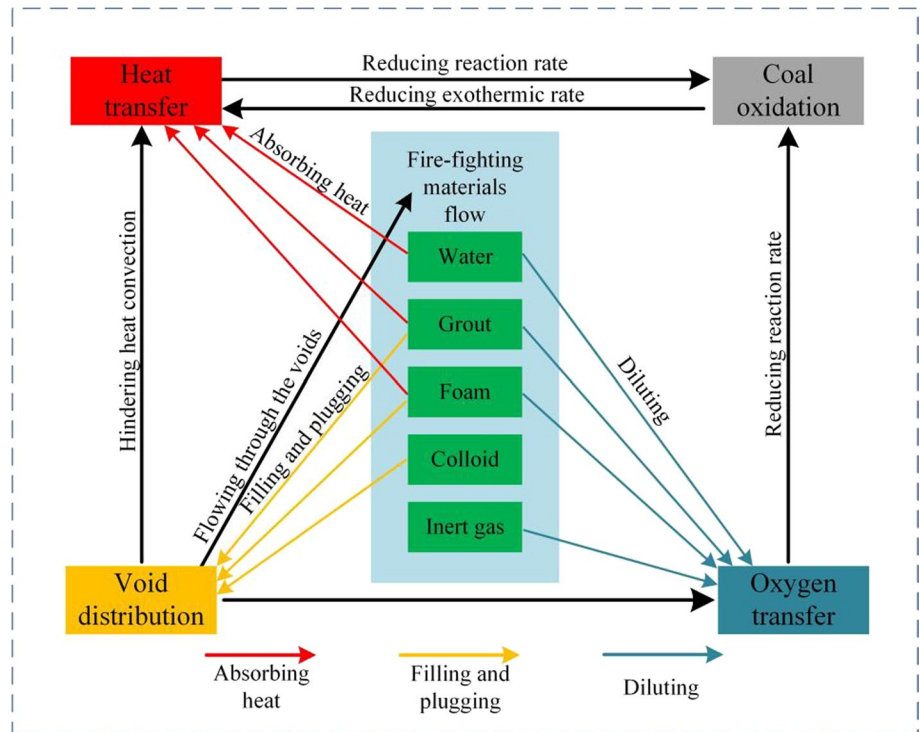 Heat
transfer
Reducing reaction rate
Reducing exothermic rate
Coal
oxidation
Absorbing heat
Fire-fighting
materials
flow
Water
Grout
Foam
Colloid
Inert gas
Hindering heat convection
Flowing through the voids
Filling and plugging
Diluting
Reducing reaction rate
Void
distribution
Oxygen
transfer
Absorbing
heat
Filling and
plugging
Diluting